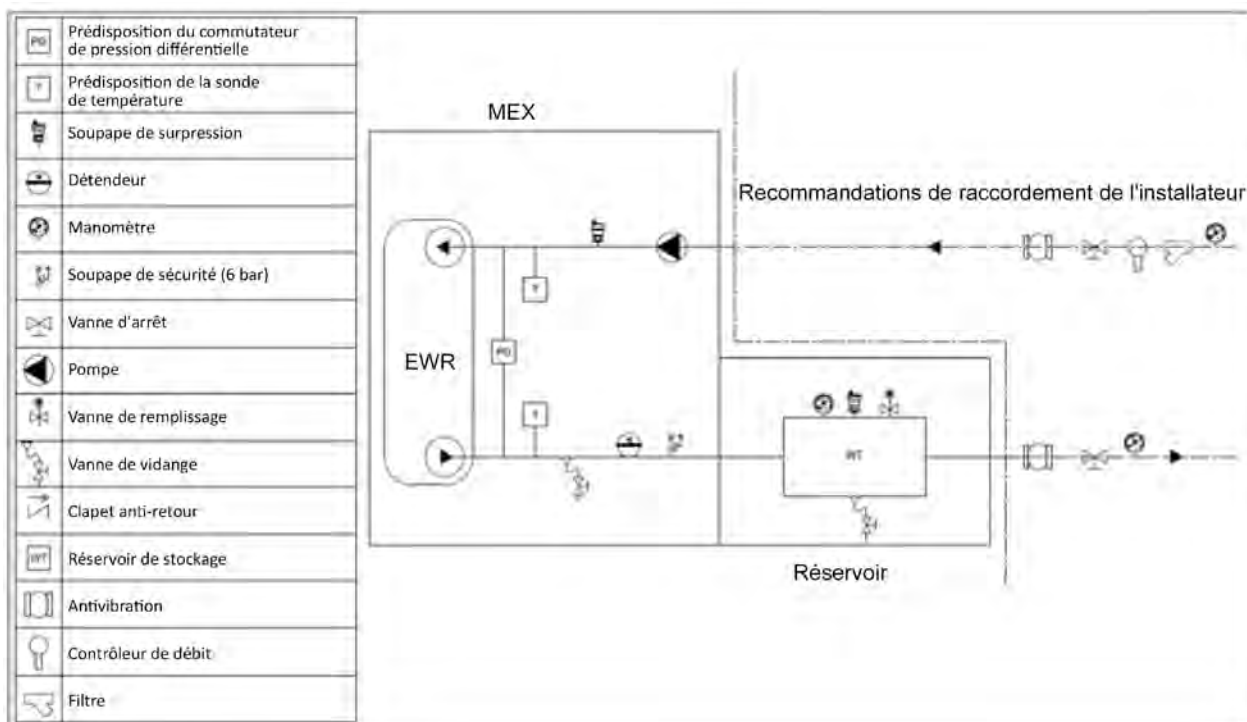 PG
Prédisposition du commutateur
de pression différentielle
T
Prédisposition de la sonde
de température
Soupape de surpression
Détendeur
Manomètre
Soupape de sécurité (6 bar)
Vanne d'arrêt
Pompe
Vanne de remplissage
Vanne de vidange
Clapet anti-retour
Réservoir de stockage
Antivibration
Contrôleur de débit
Filtre
MEX
Recommandations de raccordement de l'installateur
T
EWR
T
Réservoir